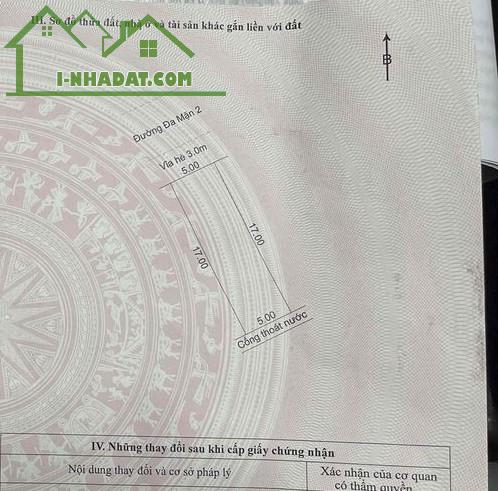 III. Sơ đồ thửa đất, nhà ở và tài sản khác gắn liền với đất
I-NHADAT.COM
B
Đường Đa Mặn 2
Vỉa hè 3.0m
5.00
17.00
17.00
5.00
Cống thoát nước
IV. Những thay đổi sau khi cấp giấy chứng nhận
Nội dung thay đổi và cơ sở pháp lý
Xác nhận của cơ quan
có thẩm quyền